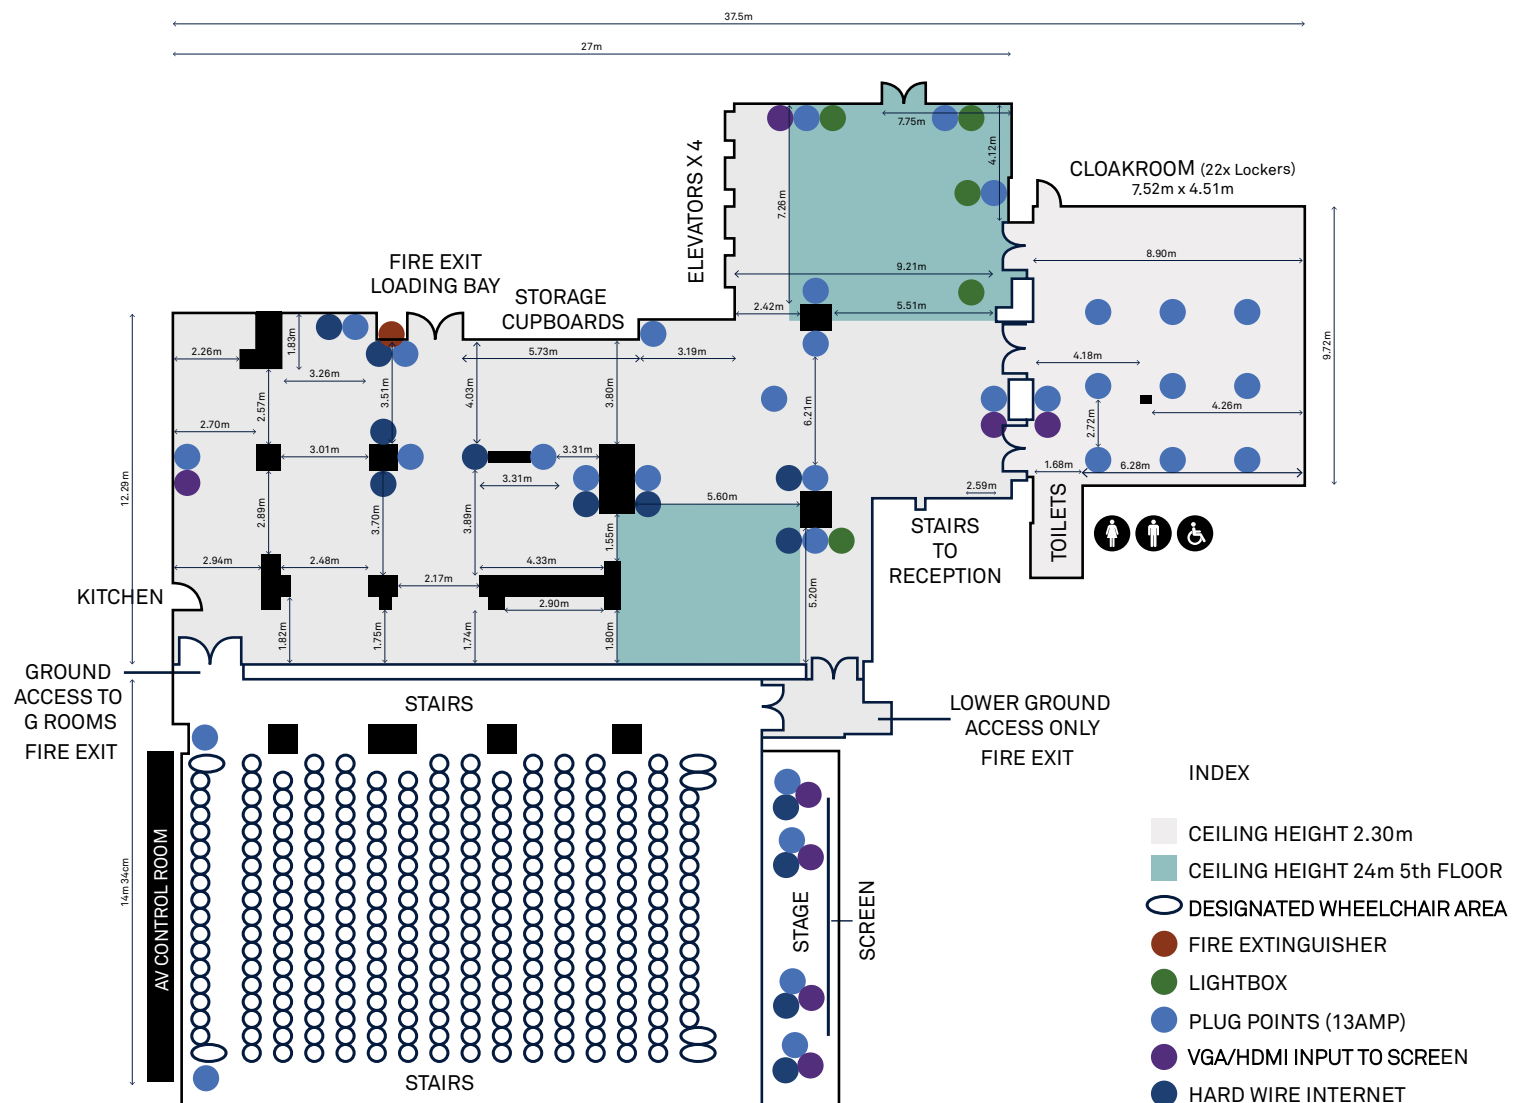 37.5m
27m
7.75m
4.12m
ELEVATORS X 4
7.26m
CLOAKROOM (22x Lockers)
7.52m x 4.51m
8.90m
9.72m
FIRE EXIT
LOADING BAY
STORAGE
CUPBOARDS
9.21m
2.42m
5.51m
2.26m
1.83m
3.26m
3.51m
4.03m
5.73m
3.80m
3.19m
6.21m
4.18m
4.26m
2.72m
2.57m
2.70m
3.01m
3.31m
3.31m
1.68m
6.28m
2.59m
5.60m
12.29m
2.89m
3.70m
3.89m
1.55m
2.94m
2.48m
4.33m
2.17m
2.90m
5.20m
STAIRS
TO
RECEPTION
TOILETS
KITCHEN
1.82m
1.75m
1.74m
1.80m
GROUND
ACCESS TO
G ROOMS
FIRE EXIT
STAIRS
LOWER GROUND
ACCESS ONLY
FIRE EXIT
14m 34cm
AV CONTROL ROOM
STAGE
SCREEN
STAIRS
INDEX
CEILING HEIGHT 2.30m
CEILING HEIGHT 24m 5th FLOOR
DESIGNATED WHEELCHAIR AREA
FIRE EXTINGUISHER
LIGHTBOX
PLUG POINTS (13AMP)
VGA/HDMI INPUT TO SCREEN
HARD WIRE INTERNET